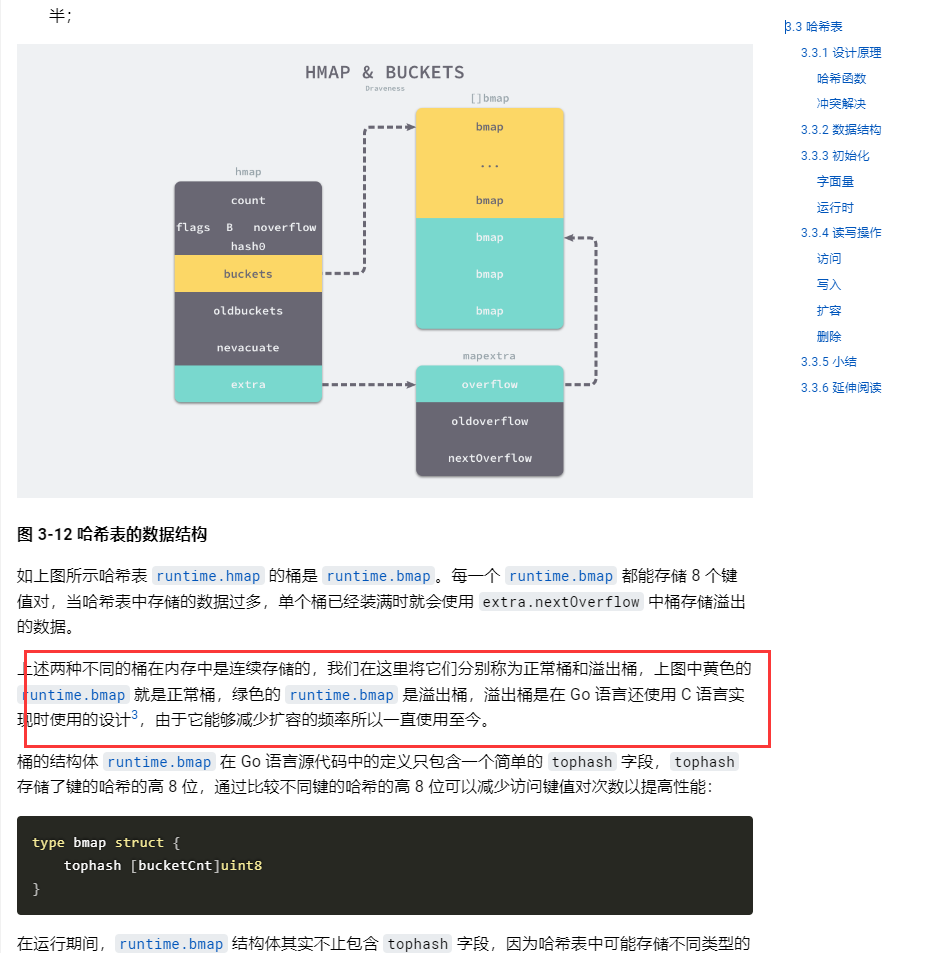 半；
HMAP & BUCKETS
Draveness
[]bmap
bmap
...
bmap
bmap
bmap
bmap
hmap
count
flags B noverflow
hash0
buckets
oldbuckets
nevacuate
extra
mapextra
overflow
oldoverflow
nextOverflow
图 3-12 哈希表的数据结构
如上图所示哈希表 runtime.hmap 的桶是 runtime.bmap。每一个 runtime.bmap 都能存储 8 个键
值对，当哈希表中存储的数据过多，单个桶已经装满时就会使用 extra.nextOverflow 中桶存储溢出
的数据。
上述两种不同的桶在内存中是连续存储的，我们在这里将它们分别称为正常桶和溢出桶，上图中黄色的
runtime.bmap 就是正常桶，绿色的 runtime.bmap 是溢出桶，溢出桶是在 Go 语言还使用 C 语言实
现时使用的设计3，由于它能够减少扩容的频率所以一直使用至今。
桶的结构体 runtime.bmap 在 Go 语言源代码中的定义只包含一个简单的 tophash 字段，tophash
存储了键的哈希的高 8 位，通过比较不同键的哈希的高 8 位可以减少访问键值对次数以提高性能：
type bmap struct {
tophash [bucketCnt]uint8
}
在运行期间，runtime.bmap 结构体其实不止包含 tophash 字段，因为哈希表中可能存储不同类型的
3.3 哈希表
3.3.1 设计原理
哈希函数
冲突解决
3.3.2 数据结构
3.3.3 初始化
字面量
运行时
3.3.4 读写操作
访问
写入
扩容
删除
3.3.5 小结
3.3.6 延伸阅读